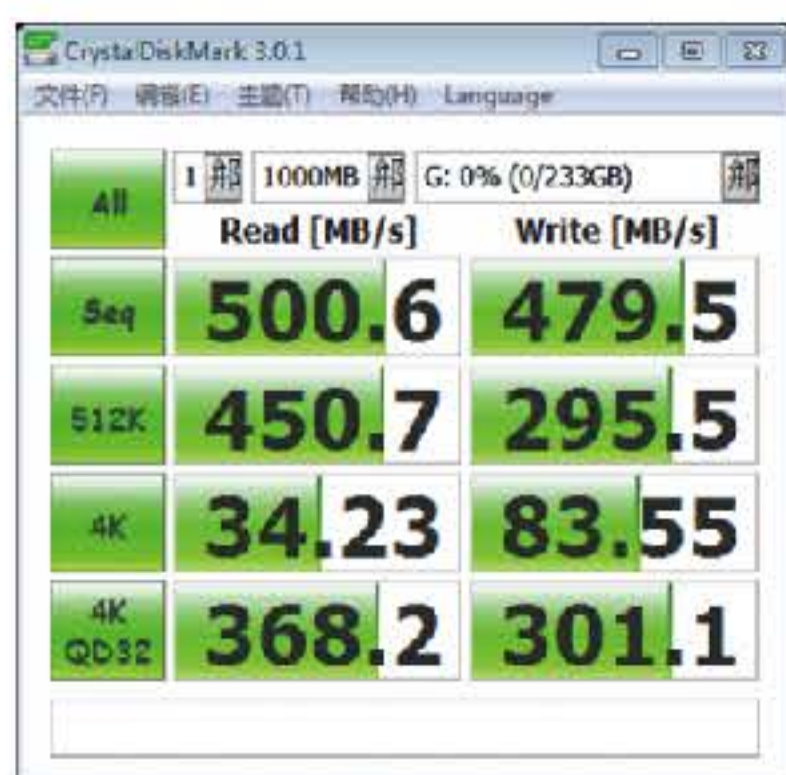 CrystalDiskMark 3.0.1
文件(F) 编辑(E) 主题(T) 帮助(H) Language
All 1 1000MB G: 0% (0/233GB)
Read [MB/s] Write [MB/s]
Seq 500.6 479.5
512K 450.7 295.5
4K 34.23 83.55
4K
QD32 368.2 301.1